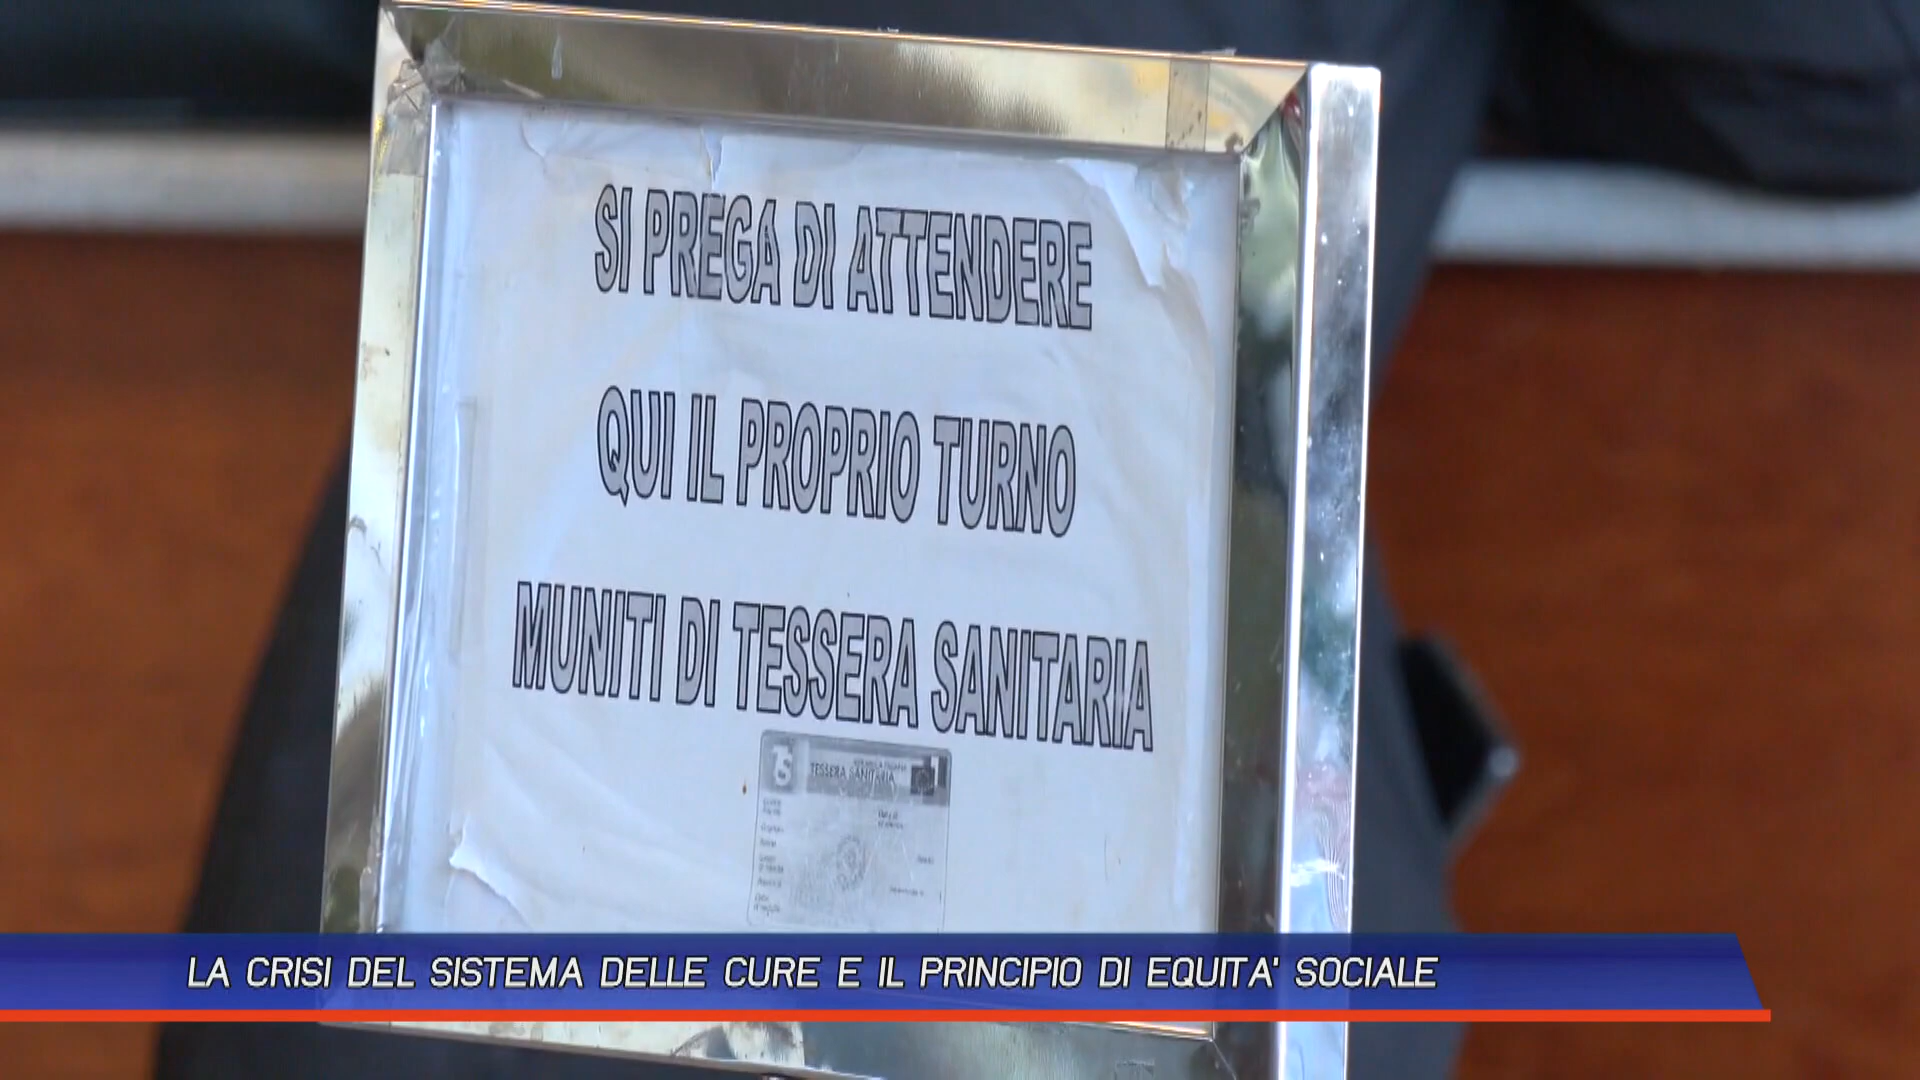 SI PREGA DI ATTENDERE
QUI IL PROPRIO TURNO
MUNITI DI TESSERA SANITARIA
TS
TESSERA SANITARIA
LA CRISI DEL SISTEMA DELLE CURE E IL PRINCIPIO DI EQUITA' SOCIALE